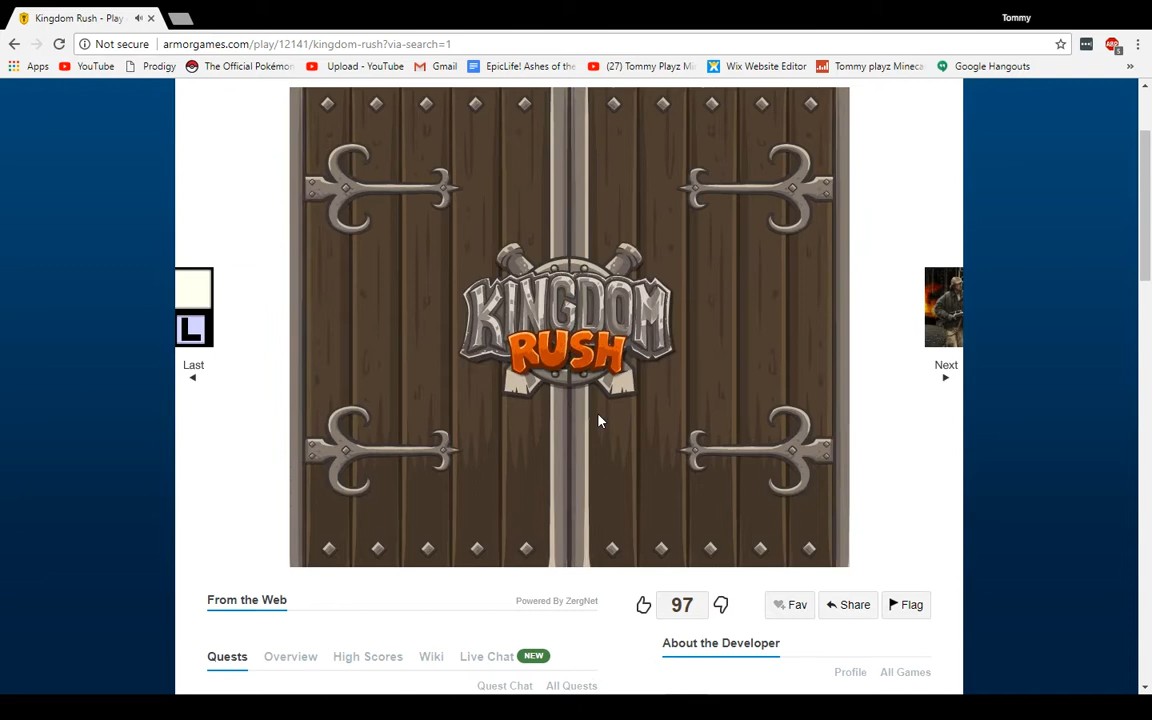 Kingdom Rush - Play
Tommy
Not secure
armorgames.com/play/12141/kingdom-rush?via-search=1
Apps
YouTube
Prodigy
The Official Pokémon
Upload - YouTube
Gmail
EpicLife! Ashes of the
(27) Tommy Playz Min
Wix Website Editor
Tommy playz Minec
Google Hangouts
»
KINGDOM
RUSH
L
Last
Next
From the Web
Powered By ZergNet
97
Fav
Share
Flag
About the Developer
Quests
Overview
High Scores
Wiki
Live Chat
NEW
Profile
All Games
Quest Chat
All Quests